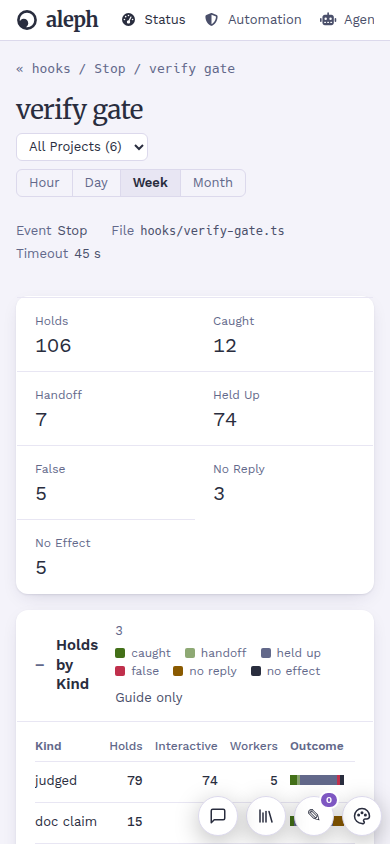 aleph Status Automation Agen
« hooks / Stop / verify gate
verify gate
All Projects (6)
Hour Day Week Month
Event Stop File hooks/verify-gate.ts
Timeout 45 s
Holds Caught
106 12
Handoff Held Up
7 74
False No Reply
5 3
No Effect
5
– Holds by Kind
3
caught handoff held up
false no reply no effect
Guide only
Kind Holds Interactive Workers Outcome
judged 79 74 5
0
doc claim 15